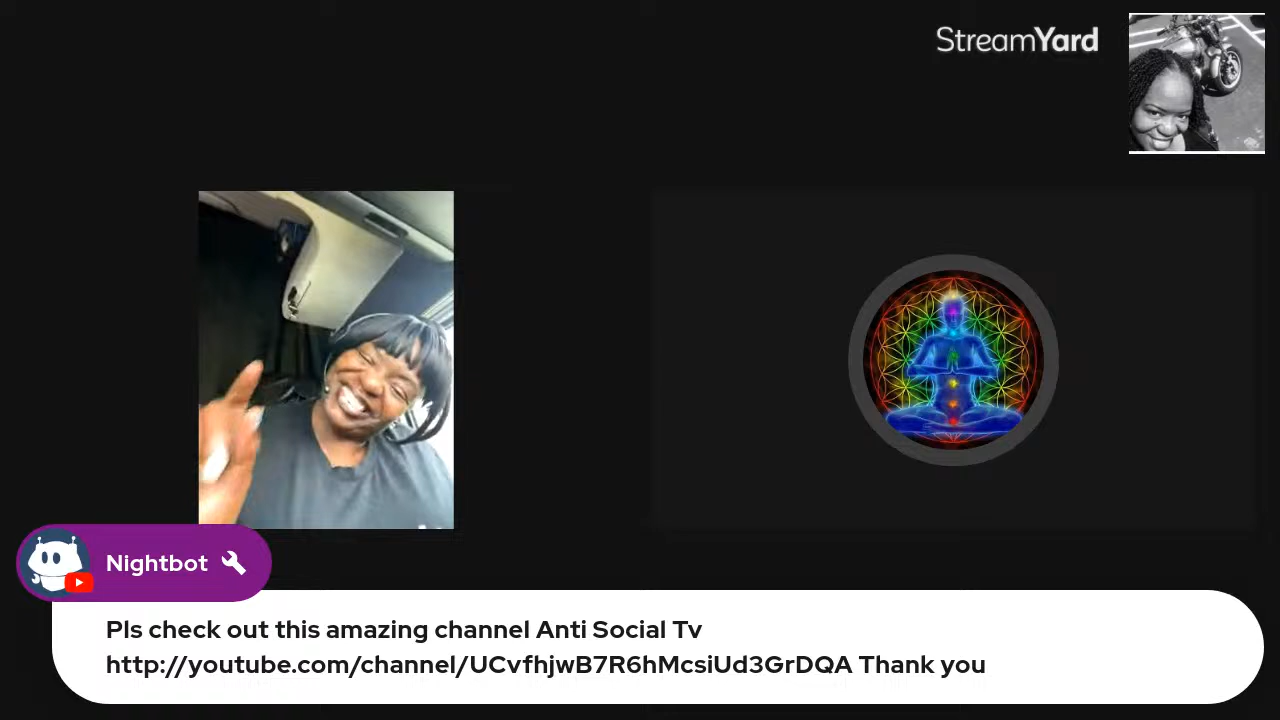 StreamYard
Nightbot
Pls check out this amazing channel Anti Social Tv
http://youtube.com/channel/UCvfhjwB7R6hMcsiUd3GrDQA Thank you